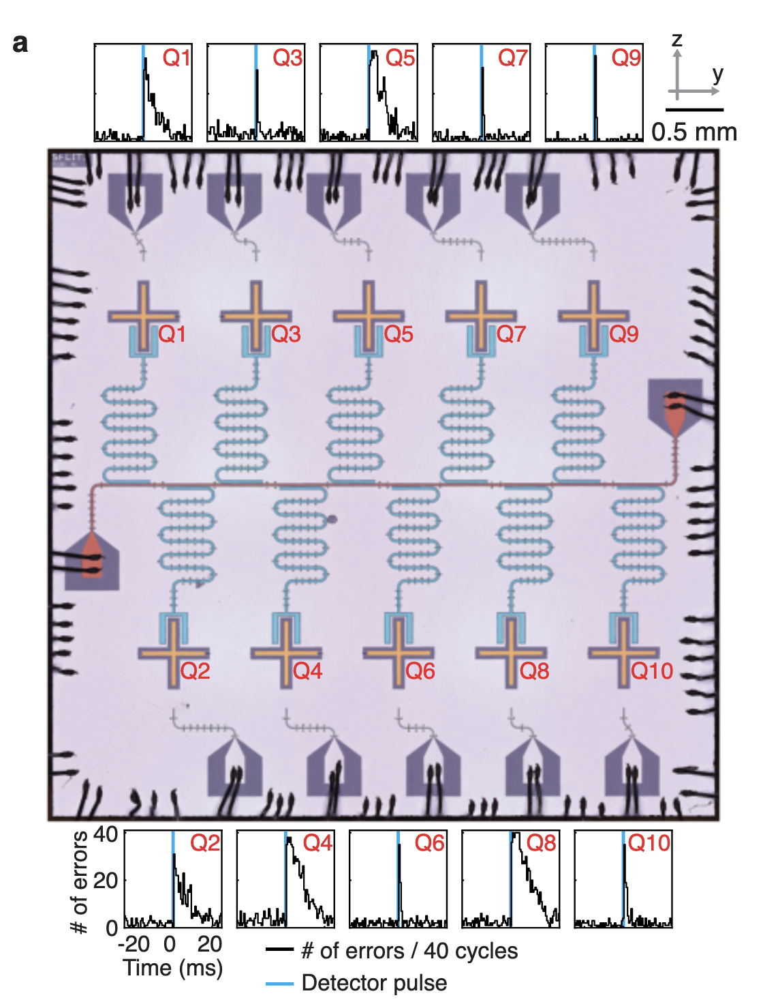 a
Q1
Q3
Q5
Q7
Q9
z
y
0.5 mm
Q1
Q3
Q5
Q7
Q9
Q2
Q4
Q6
Q8
Q10
# of errors
40
20
0
Q2
Q4
Q6
Q8
Q10
-20 0 20
Time (ms)
# of errors / 40 cycles
Detector pulse